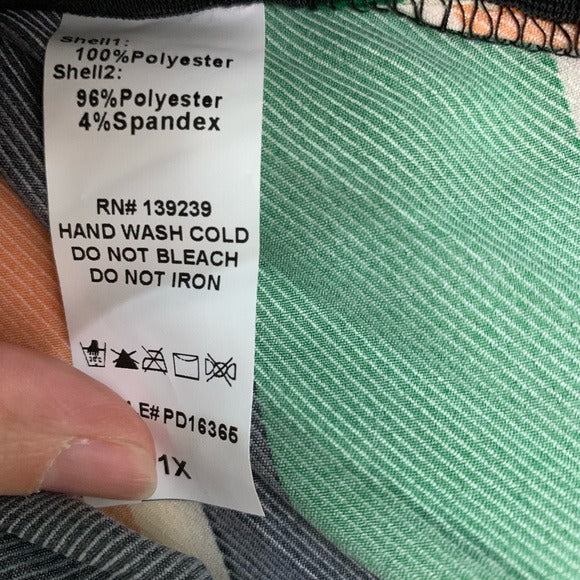 Shell1:
100%Polyester
Shell2:
96%Polyester
4%Spandex
RN# 139239
HAND WASH COLD
DO NOT BLEACH
DO NOT IRON
E# PD16365
1X